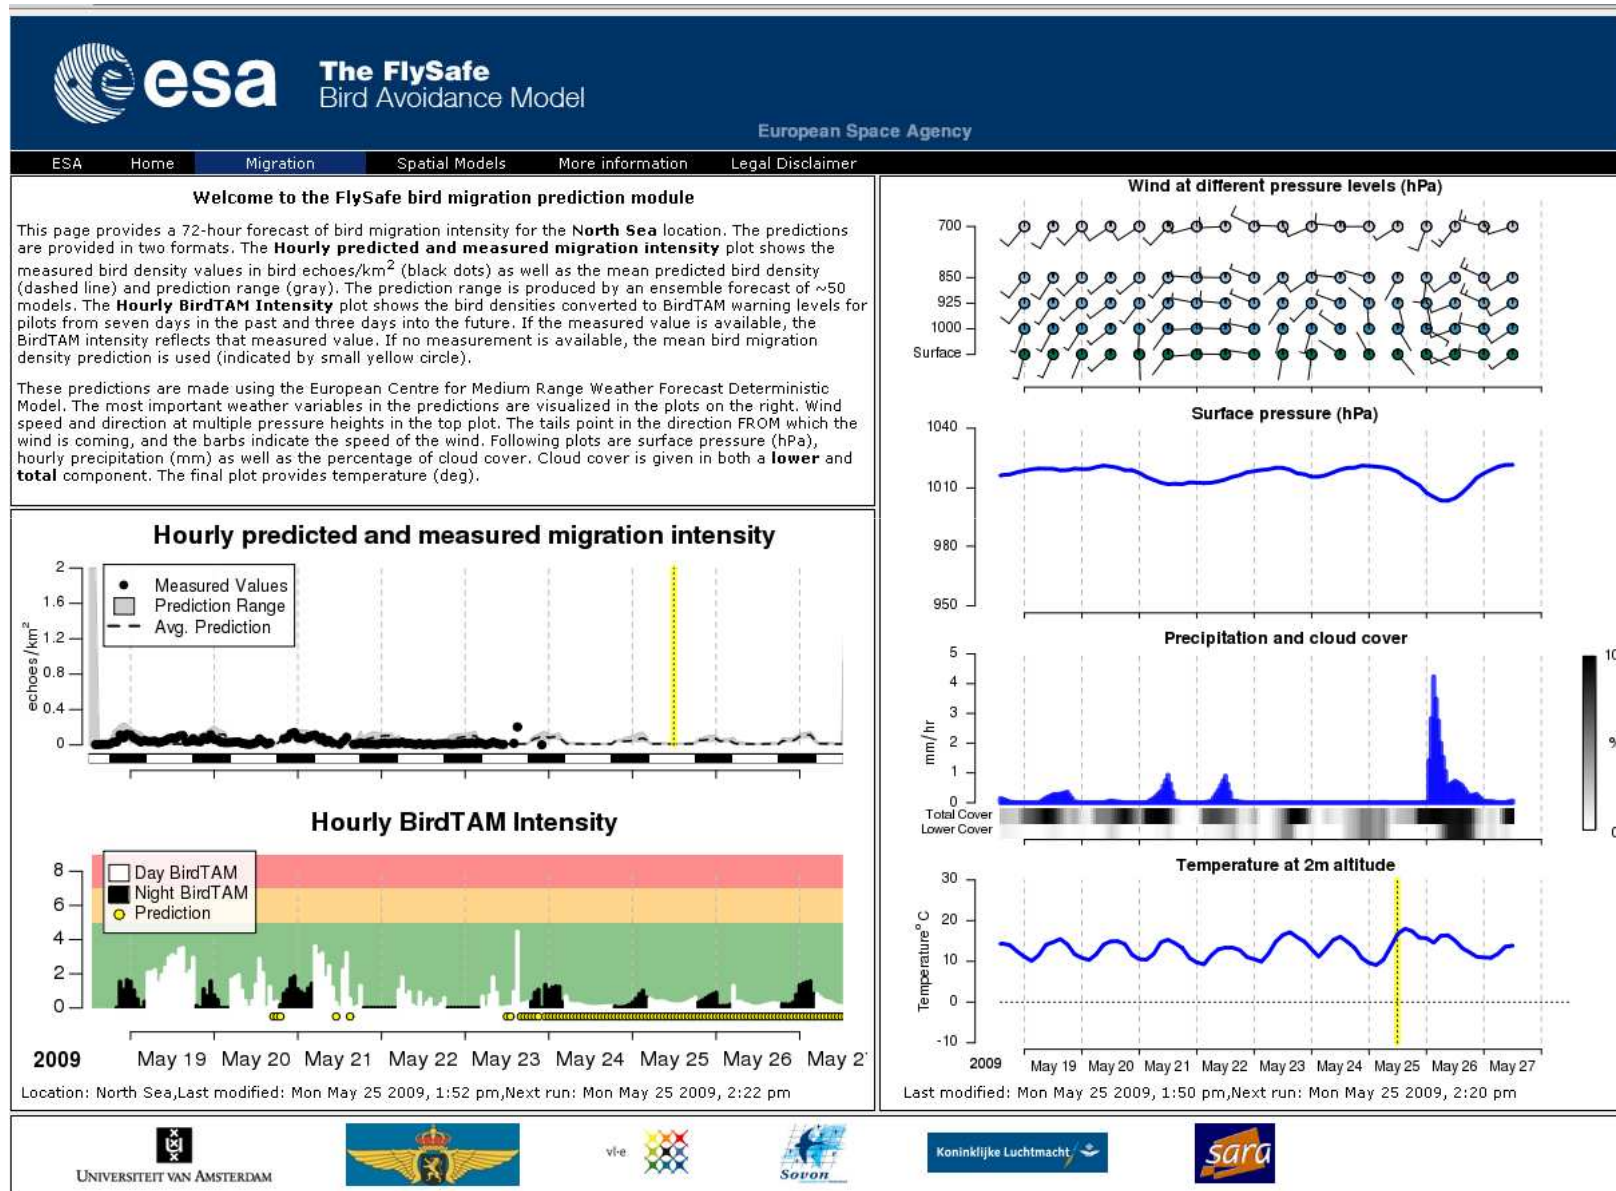 esa
The FlySafe
Bird Avoidance Model
European Space Agency
ESA Home Migration Spatial Models More information Legal Disclaimer
Welcome to the FlySafe bird migration prediction module
This page provides a 72-hour forecast of bird migration intensity for the North Sea location. The predictions
are provided in two formats. The Hourly predicted and measured migration intensity plot shows the
measured bird density values in bird echoes/km² (black dots) as well as the mean predicted bird density
(dashed line) and prediction range (gray). The prediction range is produced by an ensemble forecast of ~50
models. The Hourly BirdTAM Intensity plot shows the bird densities converted to BirdTAM warning levels for
pilots from seven days in the past and three days into the future. If the measured value is available, the
BirdTAM intensity reflects that measured value. If no measurement is available, the mean bird migration
density prediction is used (indicated by small yellow circle).
These predictions are made using the European Centre for Medium Range Weather Forecast Deterministic
Model. The most important weather variables in the predictions are visualized in the plots on the right. Wind
speed and direction at multiple pressure heights in the top plot. The tails point in the direction FROM which the
wind is coming, and the barbs indicate the speed of the wind. Following plots are surface pressure (hPa),
hourly precipitation (mm) as well as the percentage of cloud cover. Cloud cover is given in both a lower and
total component. The final plot provides temperature (deg).
Hourly predicted and measured migration intensity
echoes/km²
2
1.6
1.2
0.8
0.4
0
Measured Values
Prediction Range
Avg. Prediction
Hourly BirdTAM Intensity
8
6
4
2
0
Day BirdTAM
Night BirdTAM
Prediction
2009 May 19 May 20 May 21 May 22 May 23 May 24 May 25 May 26 May 2
Location: North Sea,Last modified: Mon May 25 2009, 1:52 pm,Next run: Mon May 25 2009, 2:22 pm
Wind at different pressure levels (hPa)
700
850
925
1000
Surface
Surface pressure (hPa)
1040
1010
980
950
Precipitation and cloud cover
mm/hr
5
4
3
2
1
0
Total Cover
Lower Cover
10
%
0
Temperature at 2m altitude
Temperature°C
30
20
10
0
-10
2009 May 19 May 20 May 21 May 22 May 23 May 24 May 25 May 26 May 27
Last modified: Mon May 25 2009, 1:50 pm,Next run: Mon May 25 2009, 2:20 pm
UNIVERSITEIT VAN AMSTERDAM
vl-e
Sovon
Koninklijke Luchtmacht
sara